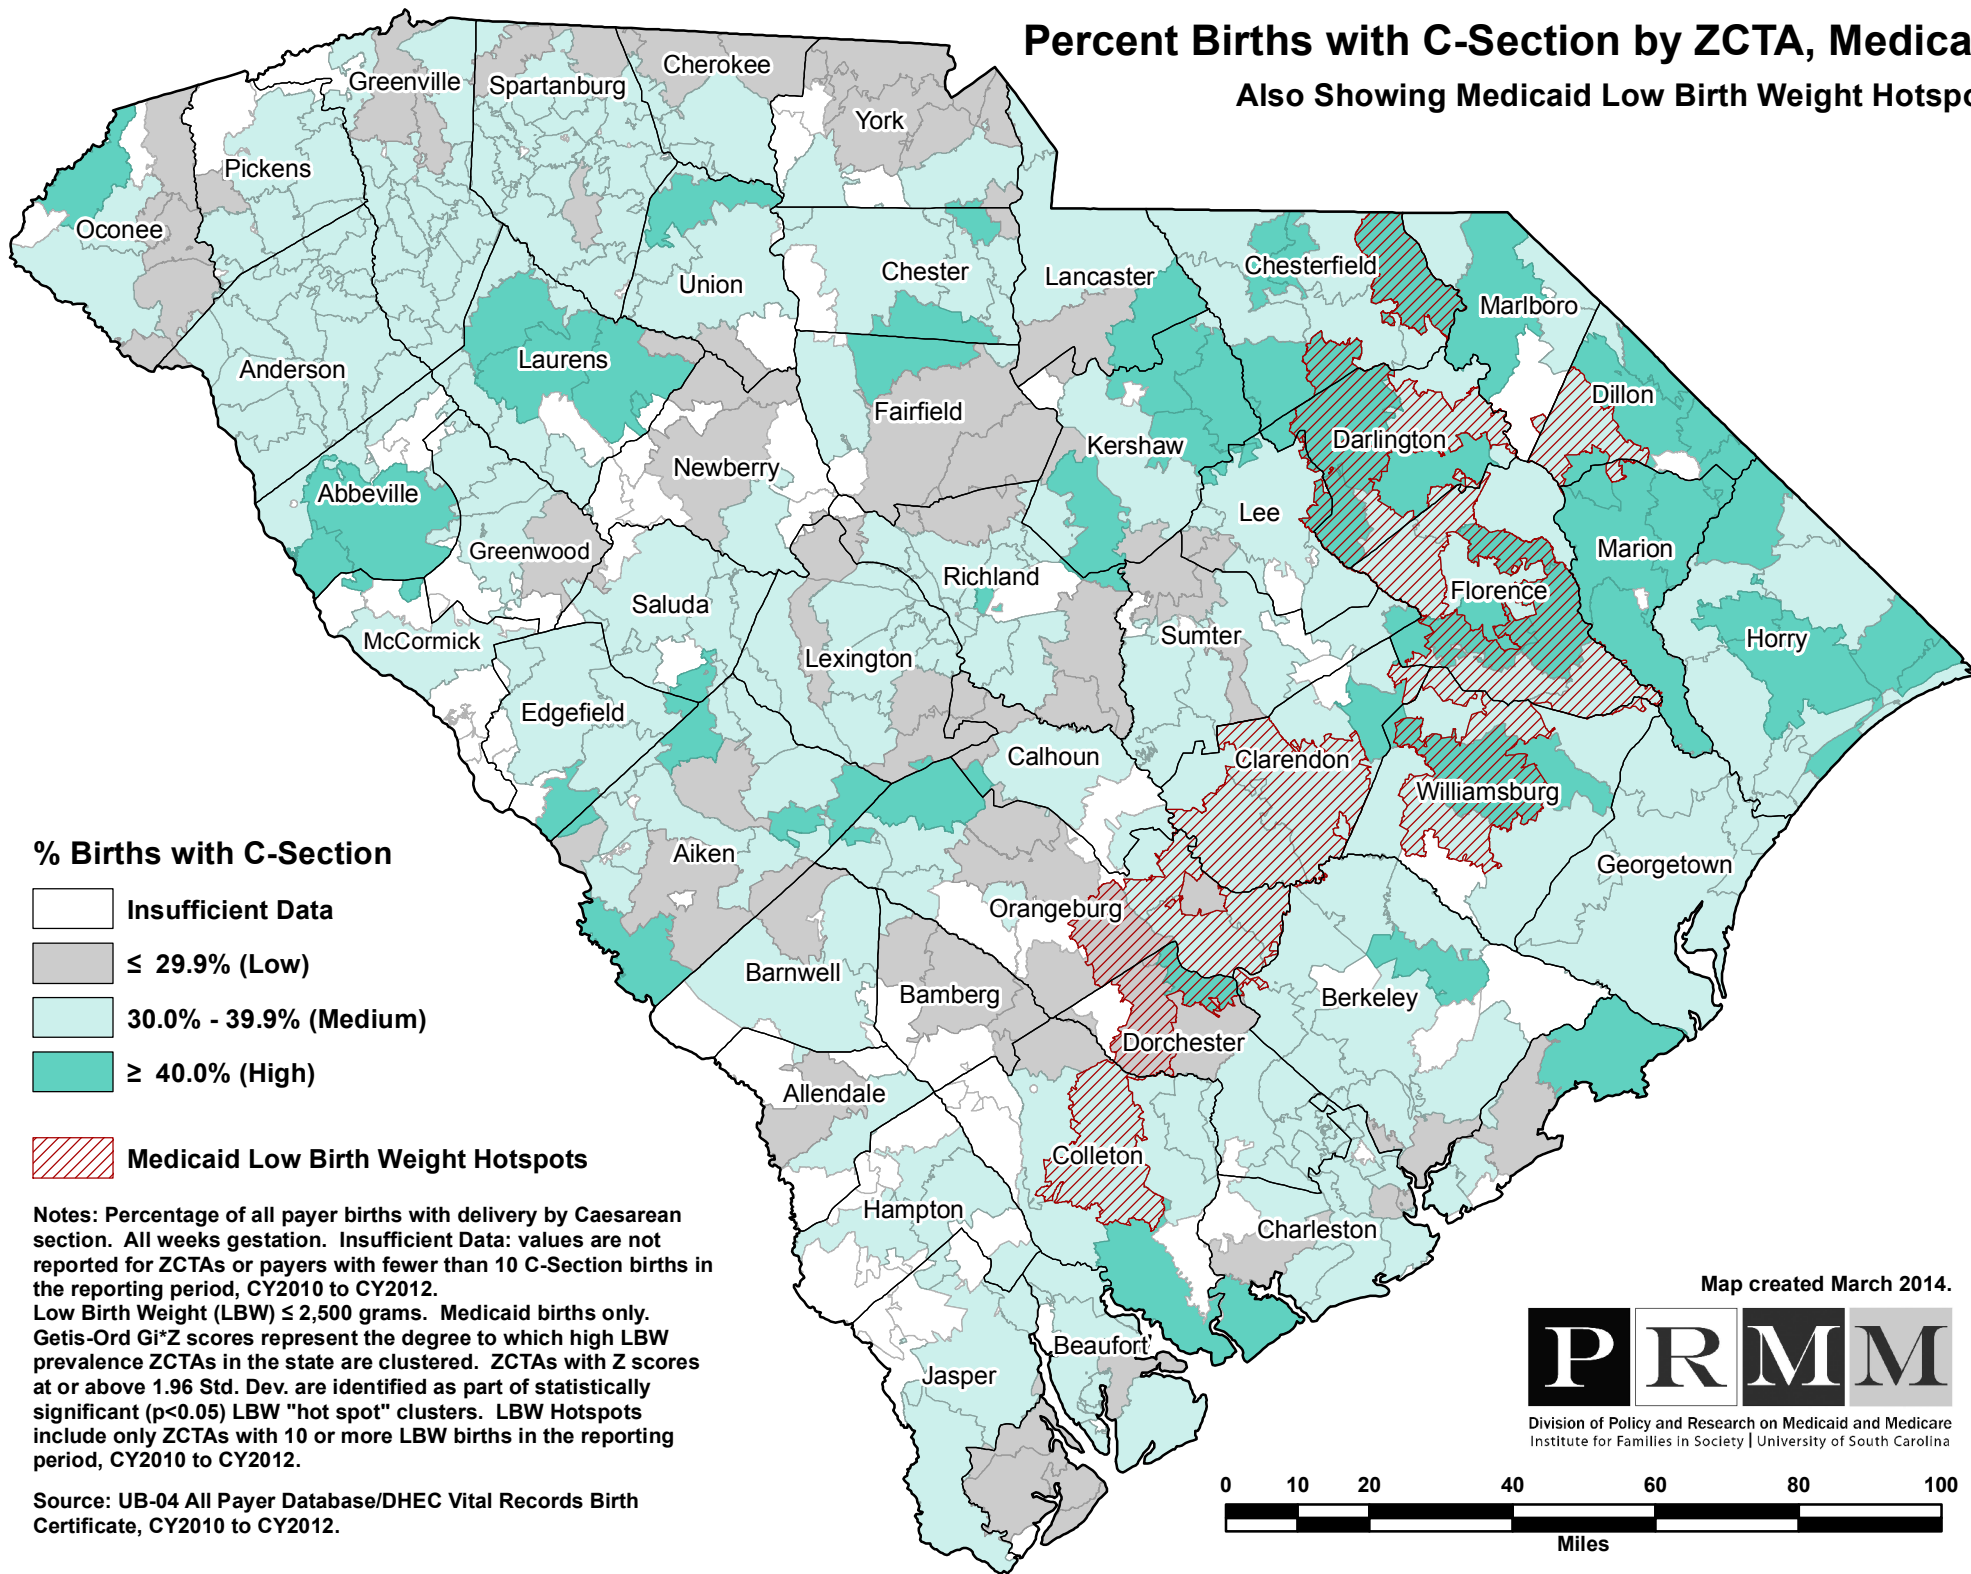 Percent Births with C-Section by ZCTA, Medica
Also Showing Medicaid Low Birth Weight Hotspo
Cherokee
Greenville
Spartanburg
York
Pickens
Oconee
Union
Chester
Lancaster
Chesterfield
Marlboro
Laurens
Anderson
Fairfield
Dillon
Kershaw
Darlington
Newberry
Abbeville
Lee
Greenwood
Marion
Richland
Florence
Saluda
McCormick
Sumter
Horry
Lexington
Edgefield
Calhoun
Clarendon
Williamsburg
Aiken
Georgetown
Orangeburg
Barnwell
Bamberg
Berkeley
Dorchester
Allendale
Colleton
Hampton
Charleston
Beaufort
Jasper
% Births with C-Section
Insufficient Data
≤ 29.9% (Low)
30.0% - 39.9% (Medium)
≥ 40.0% (High)
Medicaid Low Birth Weight Hotspots
Notes: Percentage of all payer births with delivery by Caesarean
section. All weeks gestation. Insufficient Data: values are not
reported for ZCTAs or payers with fewer than 10 C-Section births in
the reporting period, CY2010 to CY2012.
Low Birth Weight (LBW) ≤ 2,500 grams. Medicaid births only.
Getis-Ord Gi*Z scores represent the degree to which high LBW
prevalence ZCTAs in the state are clustered. ZCTAs with Z scores
at or above 1.96 Std. Dev. are identified as part of statistically
significant (p<0.05) LBW "hot spot" clusters. LBW Hotspots
include only ZCTAs with 10 or more LBW births in the reporting
period, CY2010 to CY2012.
Source: UB-04 All Payer Database/DHEC Vital Records Birth
Certificate, CY2010 to CY2012.
Map created March 2014.
P R M M
Division of Policy and Research on Medicaid and Medicare
Institute for Families in Society | University of South Carolina
0 10 20 40 60 80 100
Miles